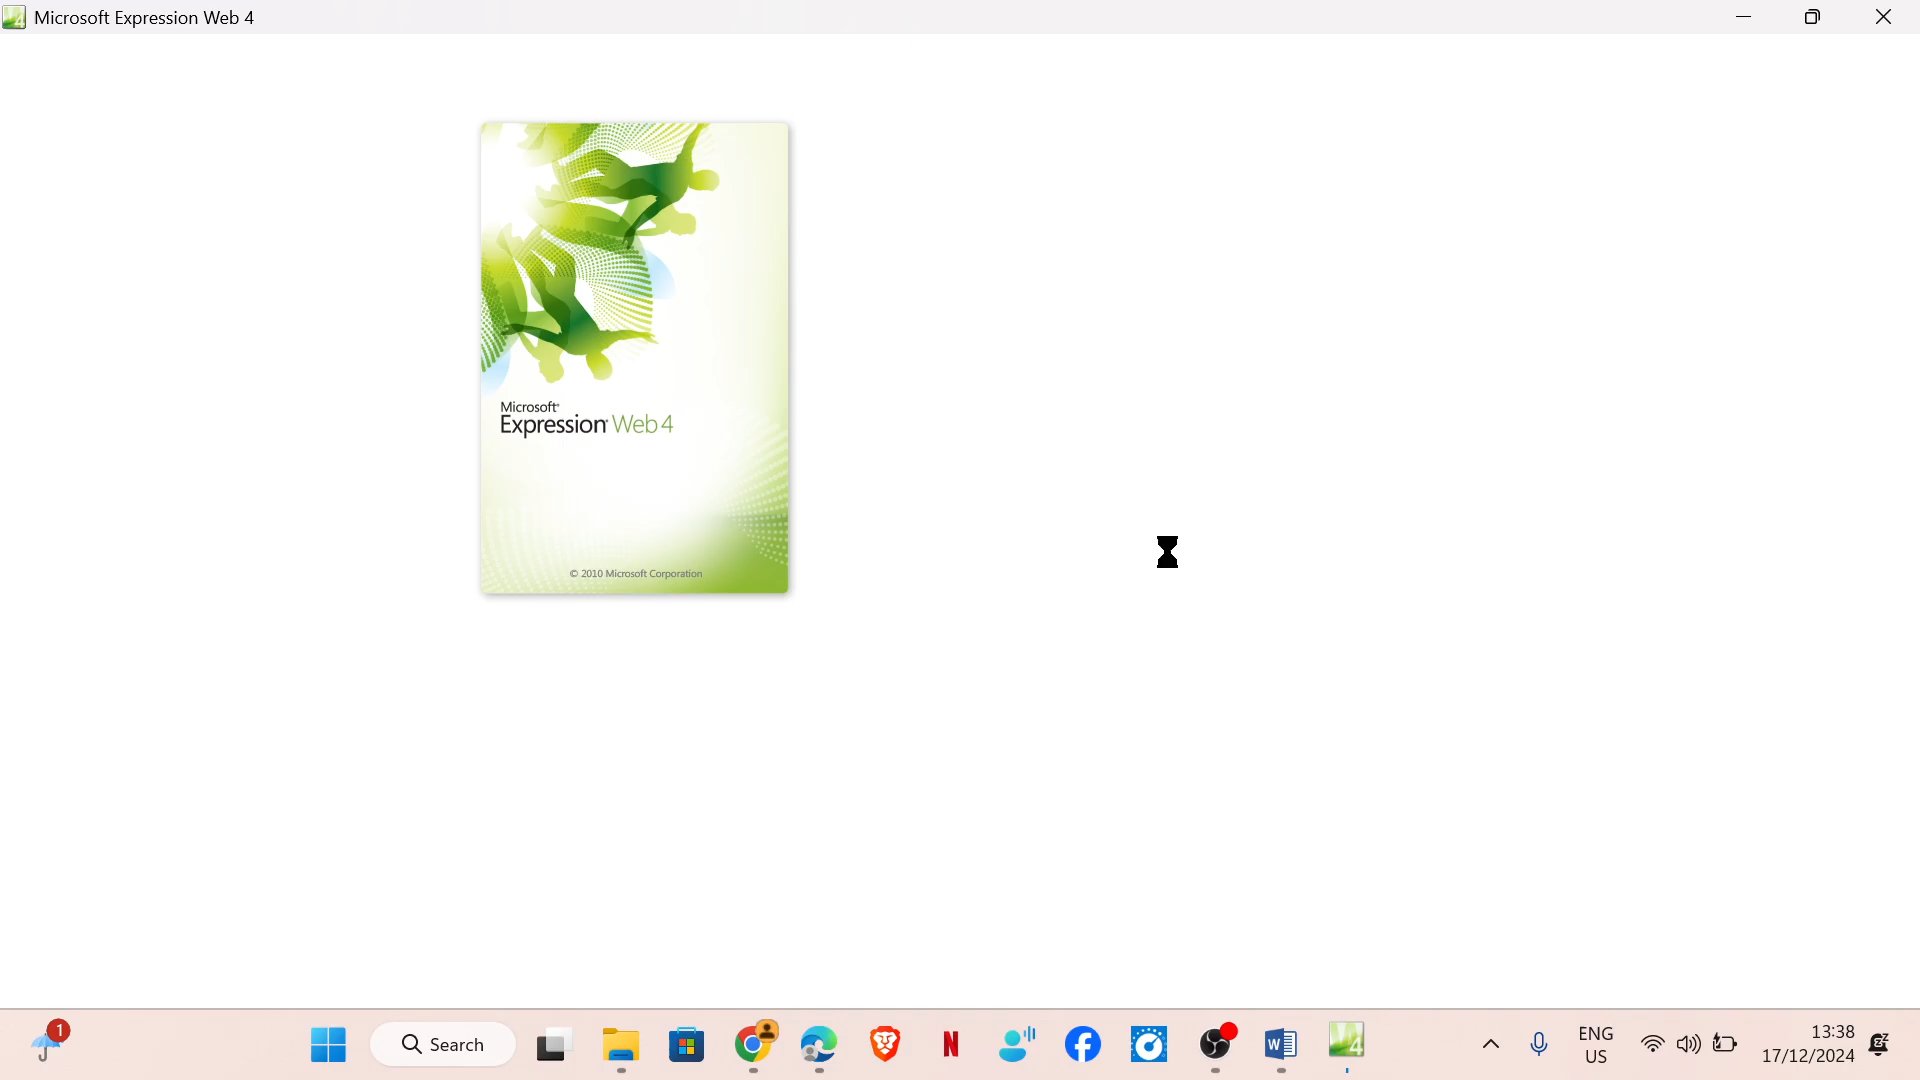 Microsoft Expression Web 4
Microsoft®
Expression® Web 4
© 2010 Microsoft Corporation
1
Search
ENG
US
13:38
17/12/2024